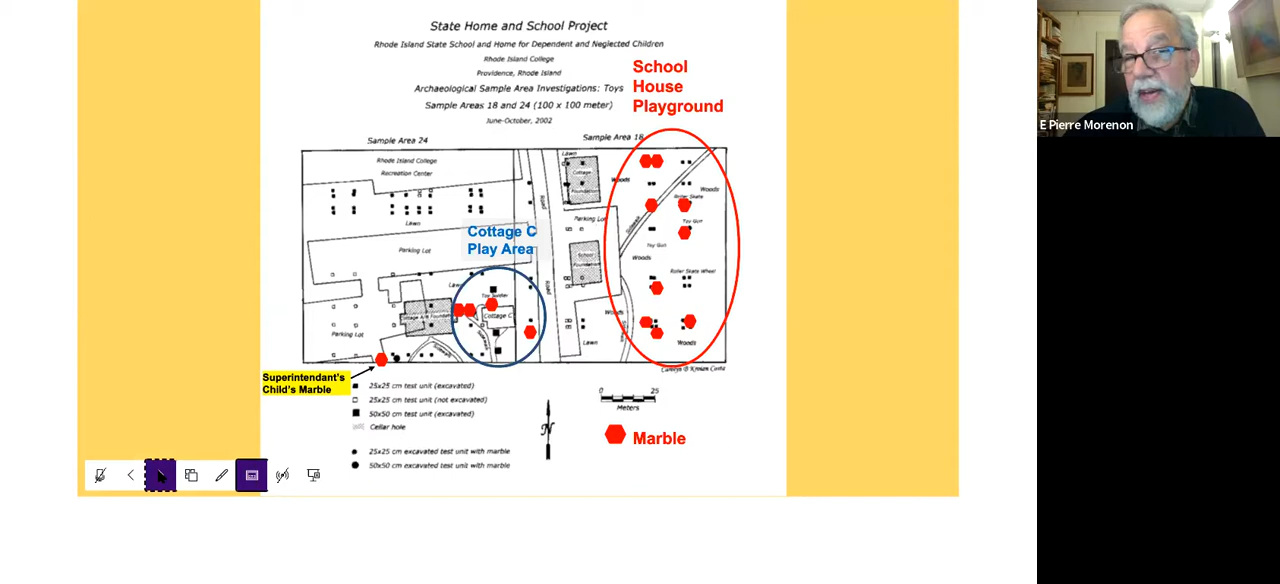 State Home and School Project
Rhode Island State School and Home for Dependent and Neglected Children
Rhode Island College
Providence, Rhode Island
Archaeological Sample Area Investigations: Toys
Sample Areas 18 and 24 (100 x 100 meter)
June-October, 2002
School
House
Playground
E Pierre Morenon
Sample Area 24
Sample Area 18
Rhode Island College
Recreation Center
Lawn
Cottage
Foundation
Woods
Woods
Roller Skate
Lawn
Parking Lot
Road
Sidewalk
Toy Gun
Cottage C
Play Area
Parking Lot
Toy Gun
School
Foundation
Woods
Roller Skate Wheel
Lawn
Road
Cottage C
Woods
Parking Lot
Sidewalk
Lawn
Woods
Superintendant's
Child's Marble
25x25 cm test unit (excavated)
25x25 cm test unit (not excavated)
50x50 cm test unit (excavated)
Cellar hole
25x25 cm excavated test unit with marble
50x50 cm excavated test unit with marble
N
0 25
Meters
Marble